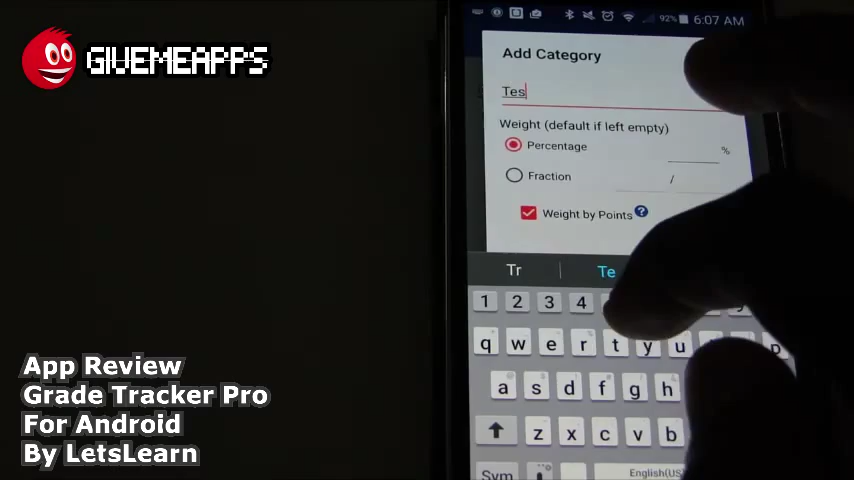 GIVEMEAPPS
92% 6:07 AM
Add Category
Tes
Weight (default if left empty)
Percentage %
Fraction /
Weight by Points ?
Tr Te
1 2 3 4
q w e r t y u p
a s d f g h
z x c v b
Sym English(US)
App Review
Grade Tracker Pro
For Android
By LetsLearn